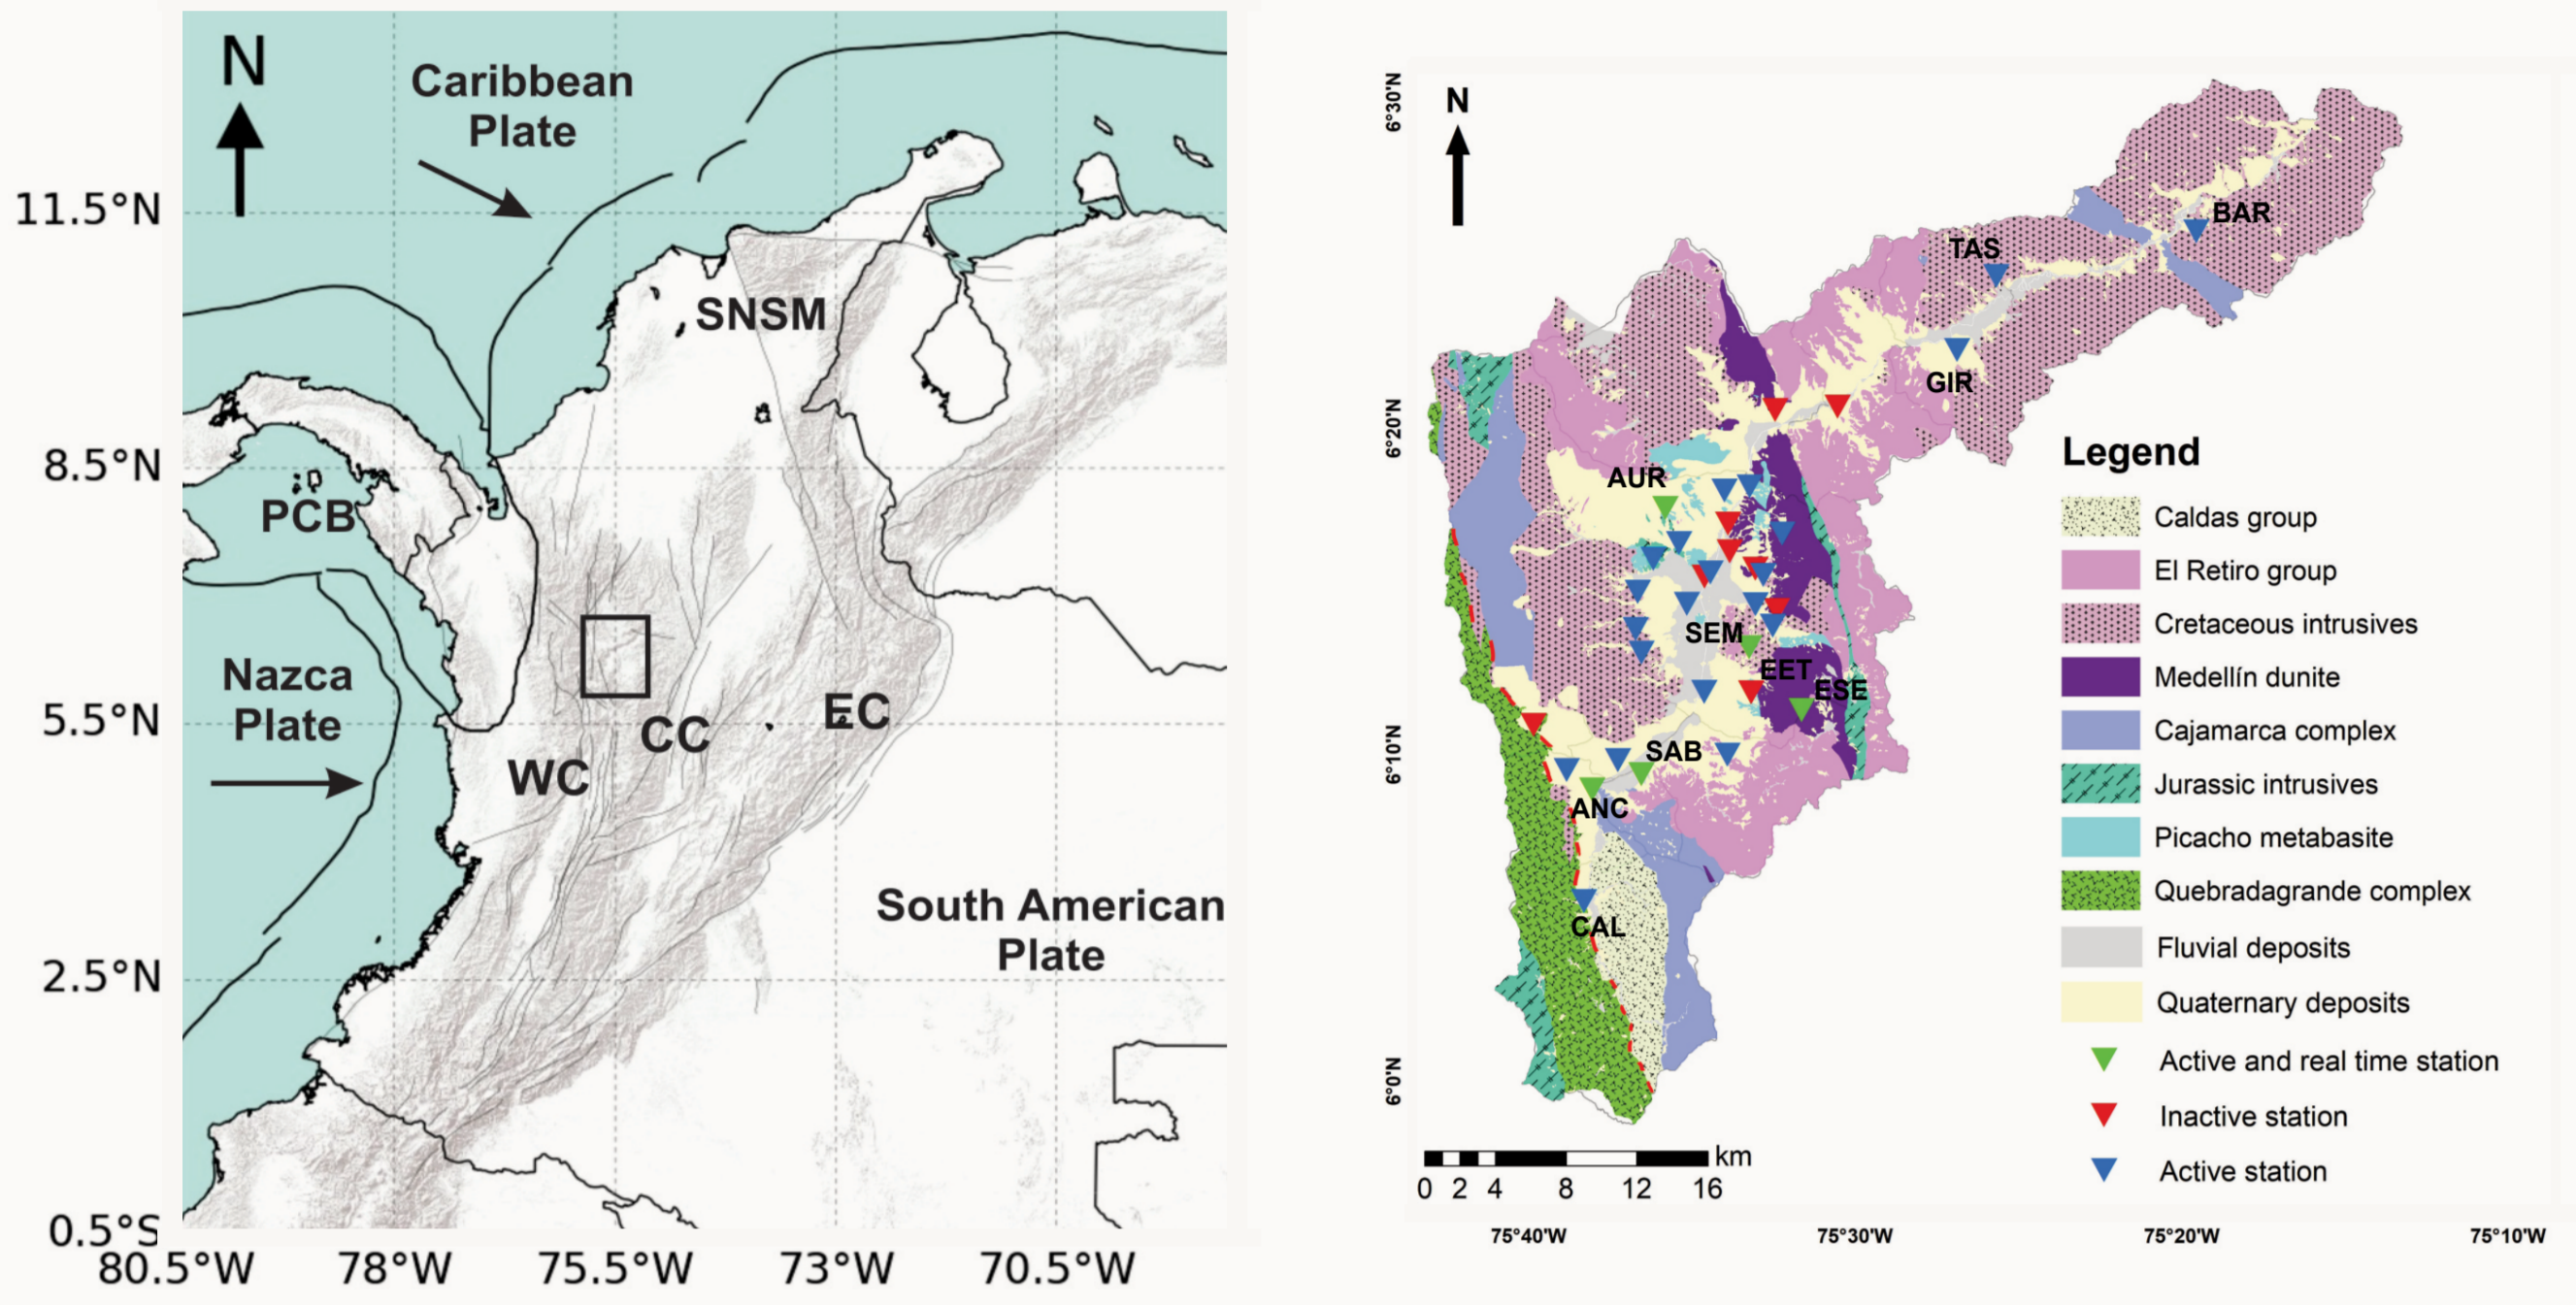 N
Caribbean
Plate
11.5°N
SNSM
8.5°N
PCB
Nazca
Plate
5.5°N
CC
EC
WC
South American
Plate
2.5°N
0.5°S
80.5°W 78°W 75.5°W 73°W 70.5°W
6°30'N
N
BAR
TAS
GIR
6°20'N
AUR
SEM
EET
ESE
6°10'N
SAB
ANC
CAL
6°0'N
km
0 2 4 8 12 16
75°40'W 75°30'W 75°20'W 75°10'W
Legend
Caldas group
El Retiro group
Cretaceous intrusives
Medellín dunite
Cajamarca complex
Jurassic intrusives
Picacho metabasite
Quebradagrande complex
Fluvial deposits
Quaternary deposits
Active and real time station
Inactive station
Active station